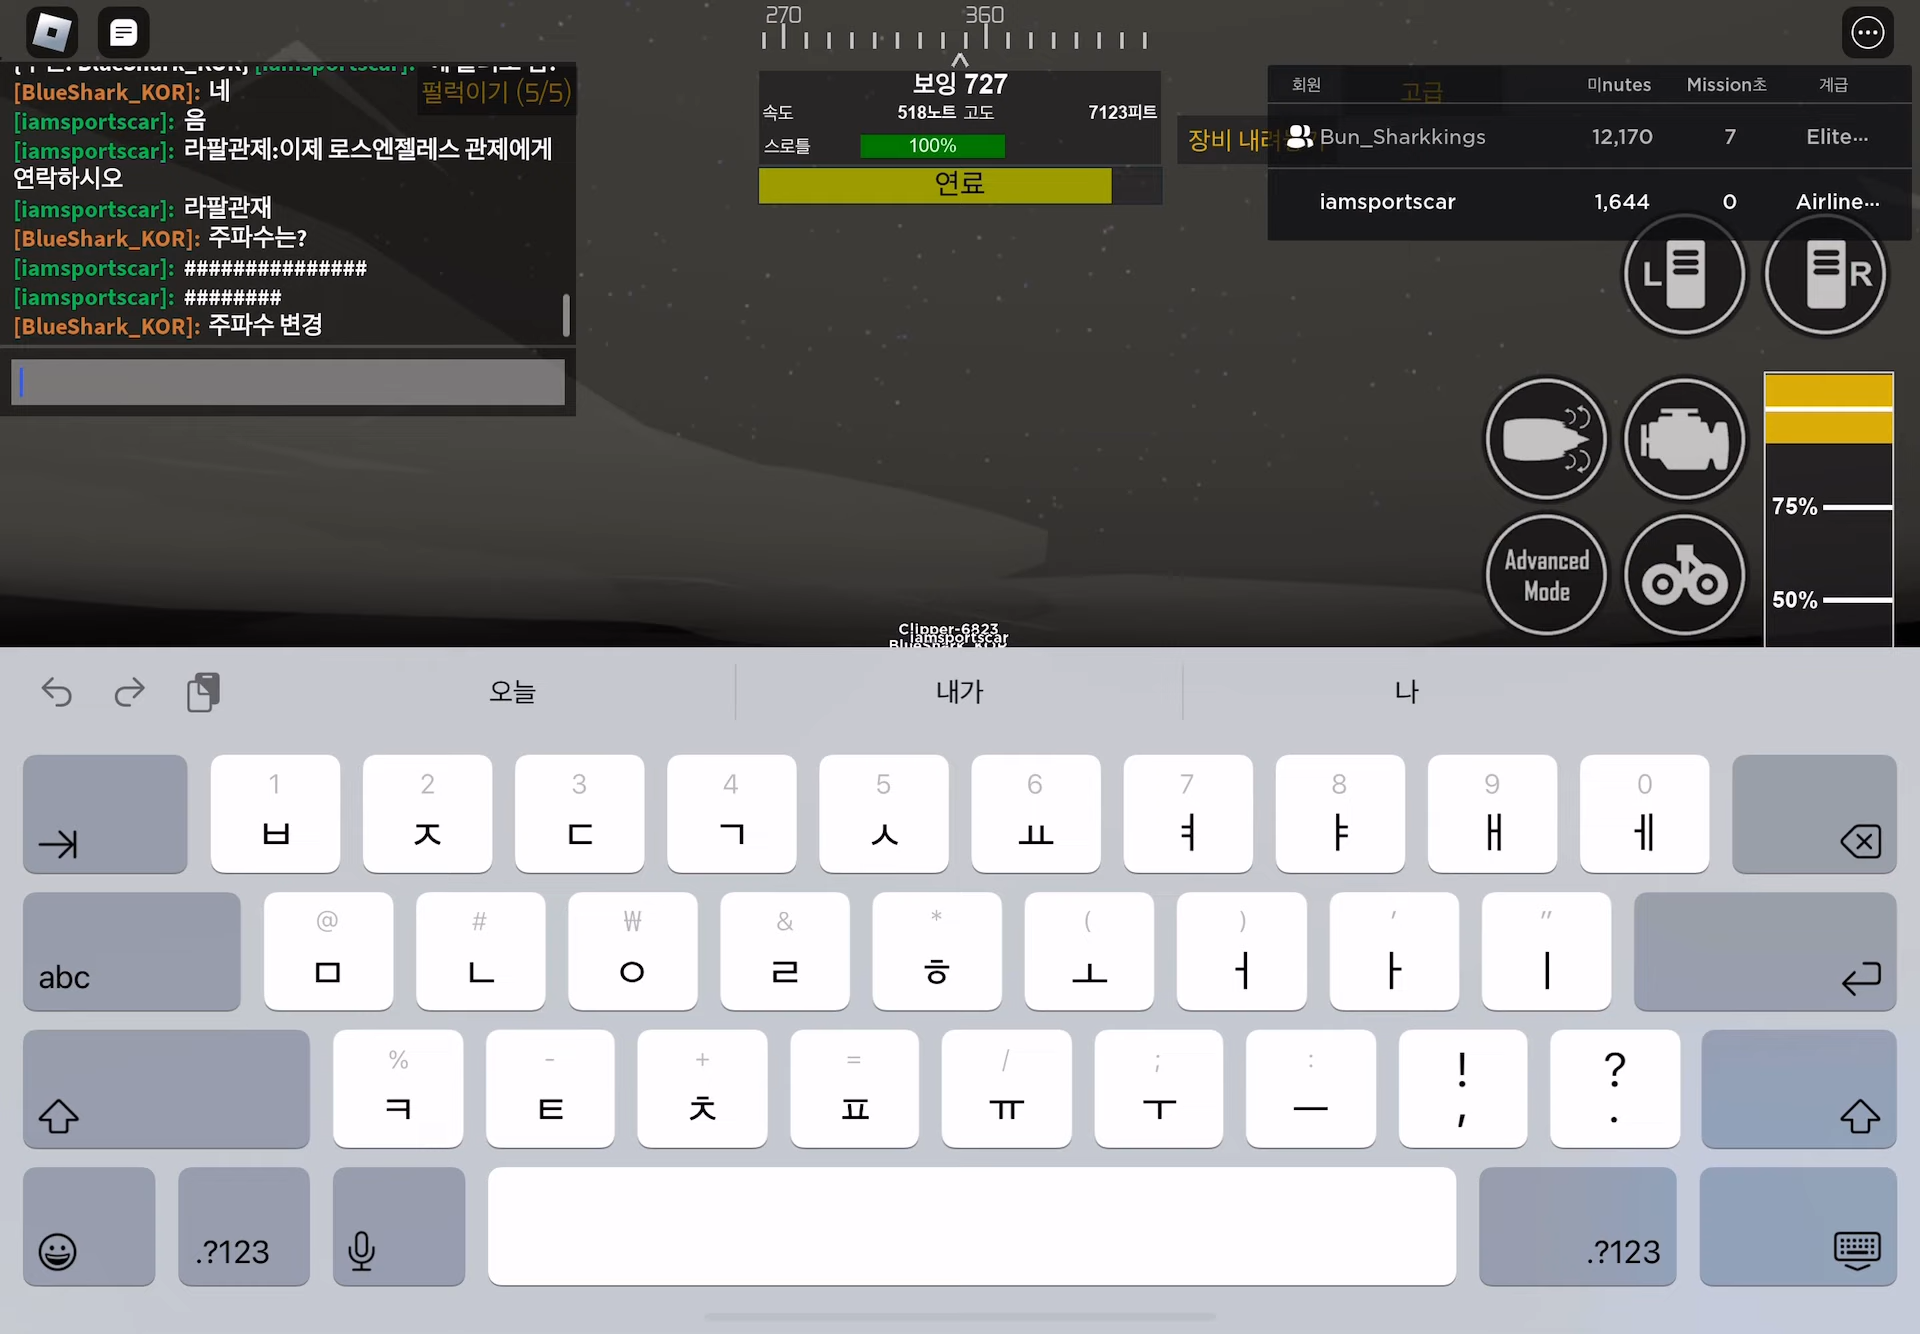 270
360
[BlueShark_KOR]: 네
펄럭이기 (5/5)
[iamsportscar]: 음
[iamsportscar]: 라팔관제:이제 로스엔젤레스 관제에게
연락하시오
[iamsportscar]: 라팔관재
[BlueShark_KOR]: 주파수는?
[iamsportscar]: ###############
[iamsportscar]: ########
[BlueShark_KOR]: 주파수 변경
보잉 727
속도 518노트 고도 7123피트
스로틀 100%
연료
장비 내려
고급
회원 미nutes Mission초 계급
Bun_Sharkkings 12,170 7 Elite…
iamsportscar 1,644 0 Airline…
L
R
Advanced
Mode
75%
50%
Clipper-6823
iamsportscar
BlueShark_KOR
오늘 내가 나
1 2 3 4 5 6 7 8 9 0
ㅂ ㅈ ㄷ ㄱ ㅅ ㅛ ㅕ ㅑ ㅐ ㅔ
@ # ₩ & * ( ) ' "
abc ㅁ ㄴ ㅇ ㄹ ㅎ ㅗ ㅓ ㅏ ㅣ
% - + = / ; : ! ?
ㅋ ㅌ ㅊ ㅍ ㅠ ㅜ ㅡ , .
.?123 .?123